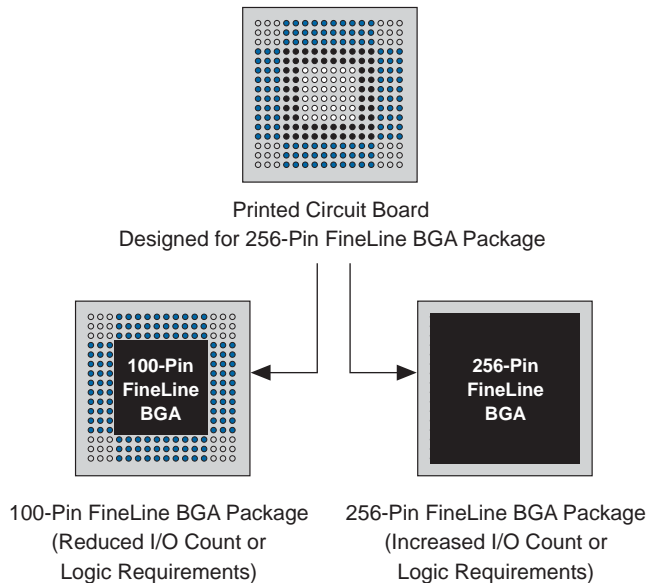 Printed Circuit Board
Designed for 256-Pin FineLine BGA Package
100-Pin
FineLine
BGA
256-Pin
FineLine
BGA
100-Pin FineLine BGA Package
(Reduced I/O Count or
Logic Requirements)
256-Pin FineLine BGA Package
(Increased I/O Count or
Logic Requirements)